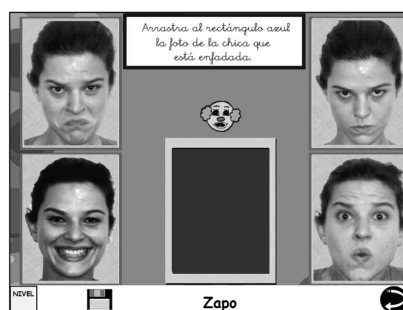 Arrastra al rectángulo azul
la foto de la chica que
está enfadada.
NIVEL
Zapo